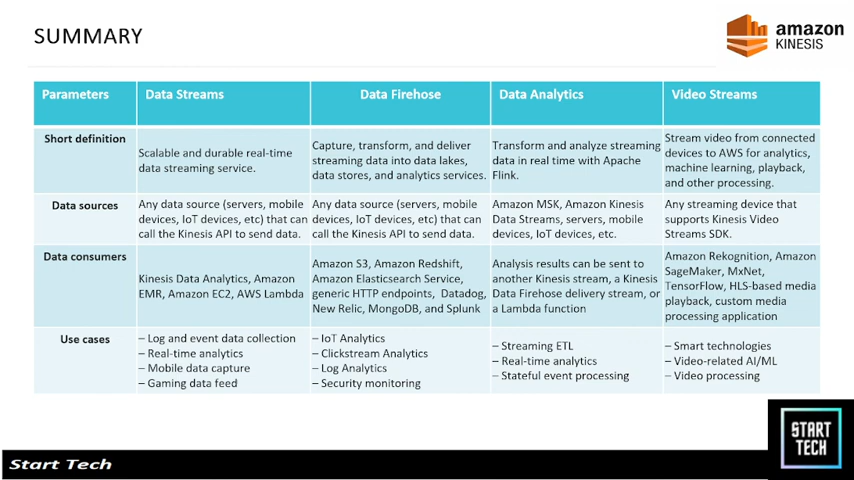 SUMMARY
amazon
KINESIS
Parameters
Data Streams
Data Firehose
Data Analytics
Video Streams
Short definition
Scalable and durable real-time
data streaming service.
Capture, transform, and deliver
streaming data into data lakes,
data stores, and analytics services.
Transform and analyze streaming
data in real time with Apache
Flink.
Stream video from connected
devices to AWS for analytics,
machine learning, playback,
and other processing.
Data sources
Any data source (servers, mobile
devices, IoT devices, etc) that can
call the Kinesis API to send data.
Any data source (servers, mobile
devices, IoT devices, etc) that can
call the Kinesis API to send data.
Amazon MSK, Amazon Kinesis
Data Streams, servers, mobile
devices, IoT devices, etc.
Any streaming device that
supports Kinesis Video
Streams SDK.
Data consumers
Kinesis Data Analytics, Amazon
EMR, Amazon EC2, AWS Lambda
Amazon S3, Amazon Redshift,
Amazon Elasticsearch Service,
generic HTTP endpoints, Datadog,
New Relic, MongoDB, and Splunk
Analysis results can be sent to
another Kinesis stream, a Kinesis
Data Firehose delivery stream, or
a Lambda function
Amazon Rekognition, Amazon
SageMaker, MxNet,
TensorFlow, HLS-based media
playback, custom media
processing application
Use cases
– Log and event data collection
– Real-time analytics
– Mobile data capture
– Gaming data feed
– IoT Analytics
– Clickstream Analytics
– Log Analytics
– Security monitoring
– Streaming ETL
– Real-time analytics
– Stateful event processing
– Smart technologies
– Video-related AI/ML
– Video processing
Start Tech
START
TECH